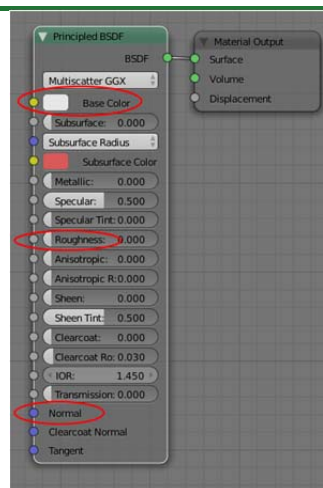 Principled BSDF
BSDF
Multiscatter GGX
Base Color
Subsurface: 0.000
Subsurface Radius
Subsurface Color
Metallic: 0.000
Specular: 0.500
Specular Tint: 0.000
Roughness: 0.000
Anisotropic: 0.000
Anisotropic R: 0.000
Sheen: 0.000
Sheen Tint: 0.500
Clearcoat: 0.000
Clearcoat Ro: 0.030
IOR: 1.450
Transmission: 0.000
Normal
Clearcoat Normal
Tangent
Material Output
Surface
Volume
Displacement